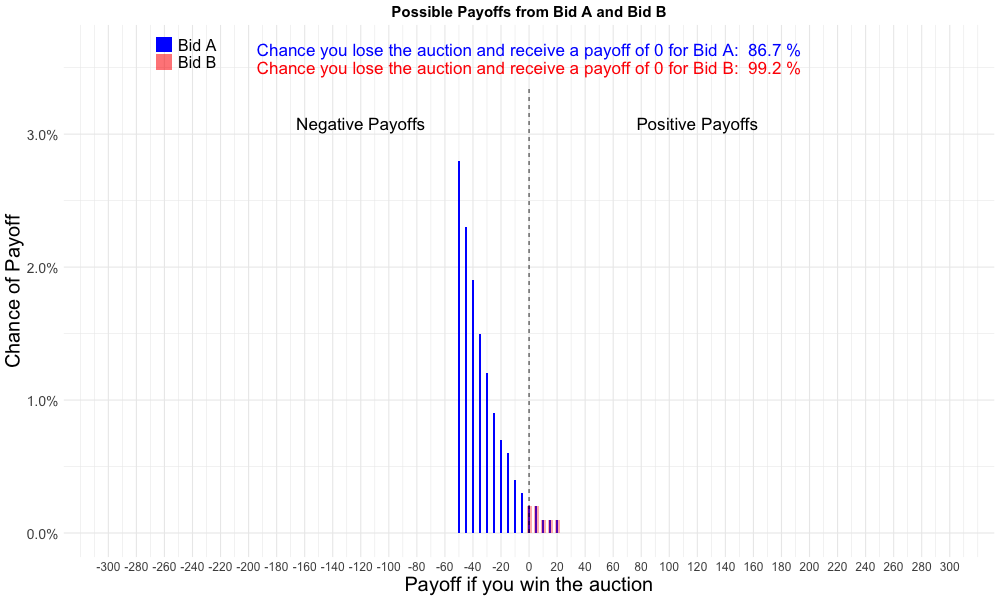 Possible Payoffs from Bid A and Bid B
Bid A
Bid B
Chance you lose the auction and receive a payoff of 0 for Bid A: 86.7 %
Chance you lose the auction and receive a payoff of 0 for Bid B: 99.2 %
Negative Payoffs
Positive Payoffs
Chance of Payoff
3.0%
2.0%
1.0%
0.0%
-300 -280 -260 -240 -220 -200 -180 -160 -140 -120 -100 -80 -60 -40 -20 0 20 40 60 80 100 120 140 160 180 200 220 240 260 280 300
Payoff if you win the auction